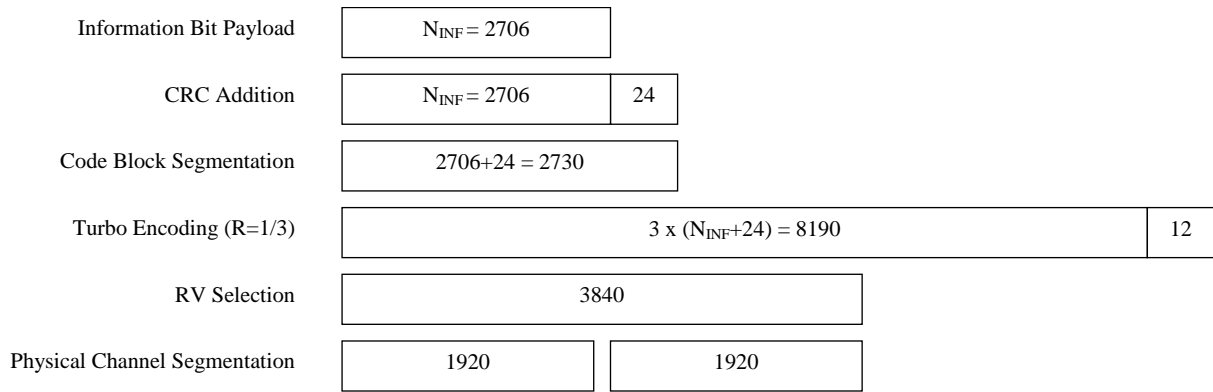 Information Bit Payload
N_INF = 2706
CRC Addition
N_INF = 2706
24
Code Block Segmentation
2706+24 = 2730
Turbo Encoding (R=1/3)
3 x (N_INF+24) = 8190
12
RV Selection
3840
Physical Channel Segmentation
1920
1920